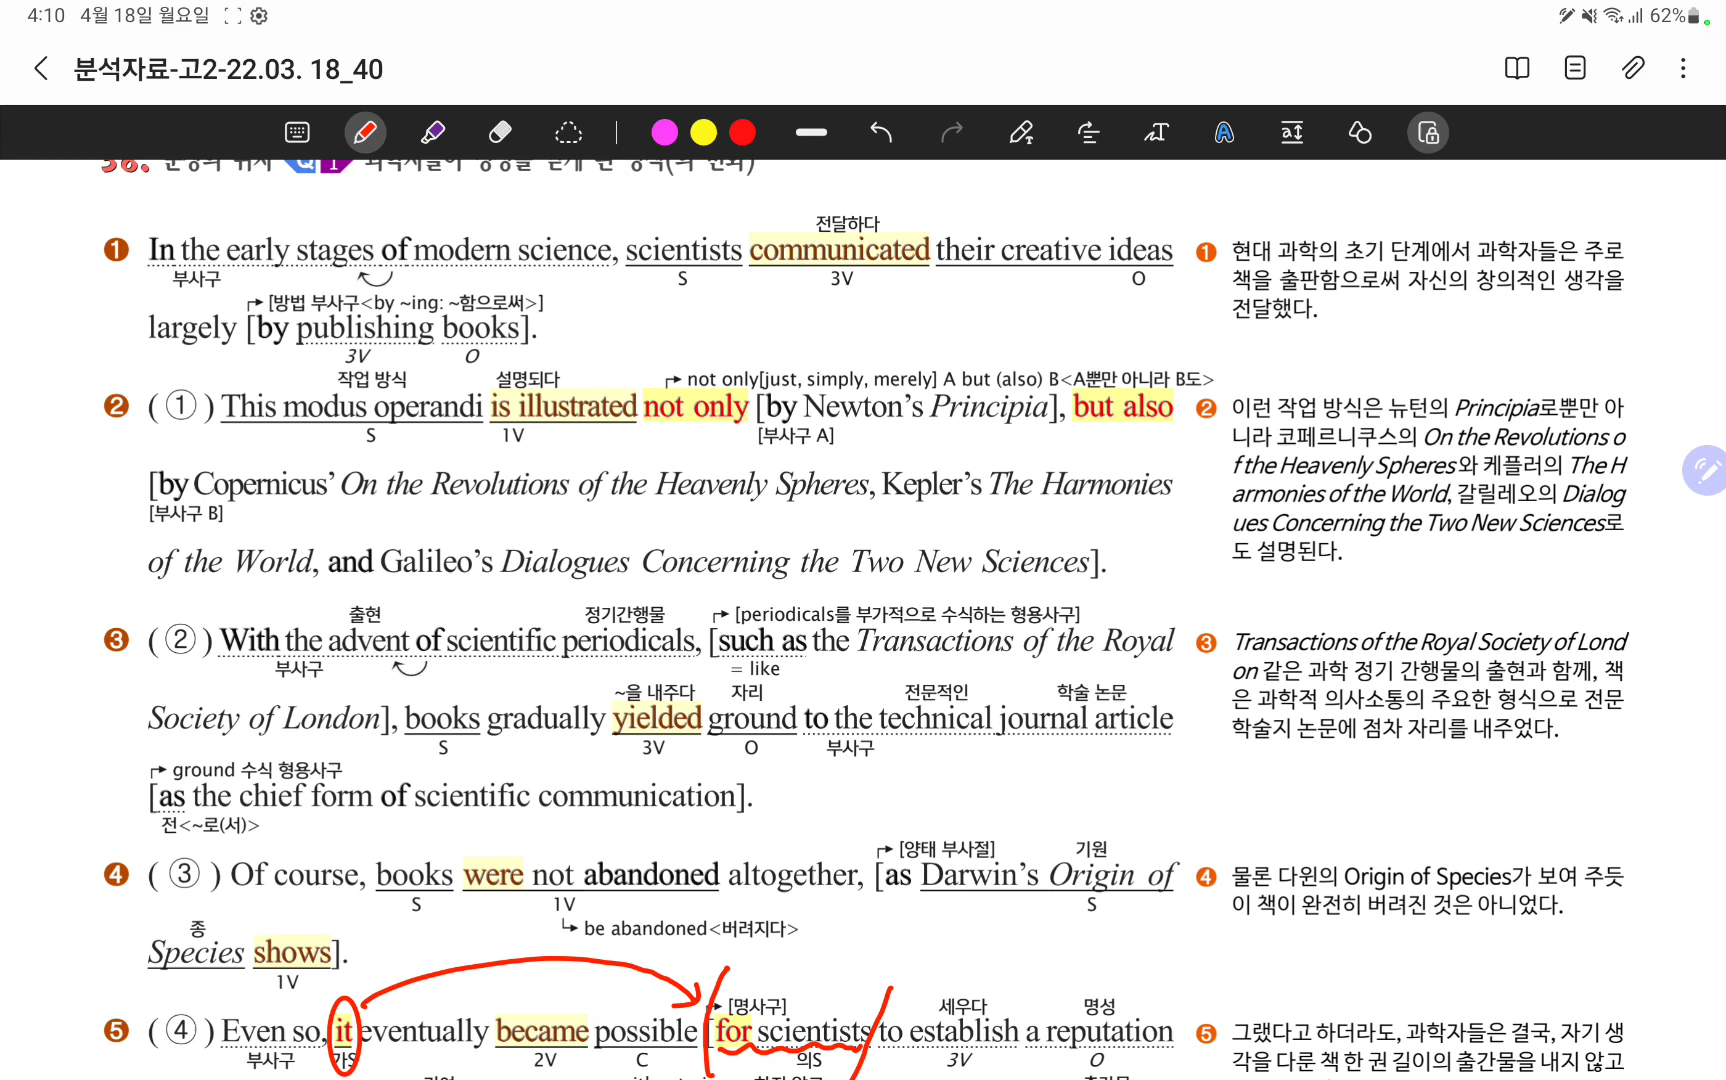 4:10 4월 18일 월요일 62%
분석자료-고2-22.03. 18_40
전달하다
❶ In the early stages of modern science, scientists communicated their creative ideas
부사구 S 3V O
[방법 부사구<by ~ing: ~함으로써>]
largely [by publishing books].
3V O
❶ 현대 과학의 초기 단계에서 과학자들은 주로
책을 출판함으로써 자신의 창의적인 생각을
전달했다.
작업 방식 설명되다 not only[just, simply, merely] A but (also) B<A뿐만 아니라 B도>
❷ ( ① ) This modus operandi is illustrated not only [by Newton's Principia], but also
S 1V [부사구 A]
[by Copernicus' On the Revolutions of the Heavenly Spheres, Kepler's The Harmonies
[부사구 B]
of the World, and Galileo's Dialogues Concerning the Two New Sciences].
❷ 이런 작업 방식은 뉴턴의 Principia로뿐만 아
니라 코페르니쿠스의 On the Revolutions o
f the Heavenly Spheres와 케플러의 The H
armonies of the World, 갈릴레오의 Dialog
ues Concerning the Two New Sciences로
도 설명된다.
출현 정기간행물 [periodicals를 부가적으로 수식하는 형용사구]
❸ ( ② ) With the advent of scientific periodicals, [such as the Transactions of the Royal
부사구 = like
~을 내주다 자리 전문적인 학술 논문
Society of London], books gradually yielded ground to the technical journal article
S 3V O 부사구
ground 수식 형용사구
[as the chief form of scientific communication].
전<~로(서)>
❸ Transactions of the Royal Society of Lond
on 같은 과학 정기 간행물의 출현과 함께, 책
은 과학적 의사소통의 주요한 형식으로 전문
학술지 논문에 점차 자리를 내주었다.
[양태 부사절] 기원
❹ ( ③ ) Of course, books were not abandoned altogether, [as Darwin's Origin of
S 1V S
종 be abandoned<버려지다>
Species shows].
1V
❹ 물론 다윈의 Origin of Species가 보여 주듯
이 책이 완전히 버려진 것은 아니었다.
[명사구] 세우다 명성
❺ ( ④ ) Even so, it eventually became possible [for scientists to establish a reputation
부사구 가S 2V C 의S 3V O
❺ 그랬다고 하더라도, 과학자들은 결국, 자기 생
각을 다룬 책 한 권 길이의 출간물을 내지 않고